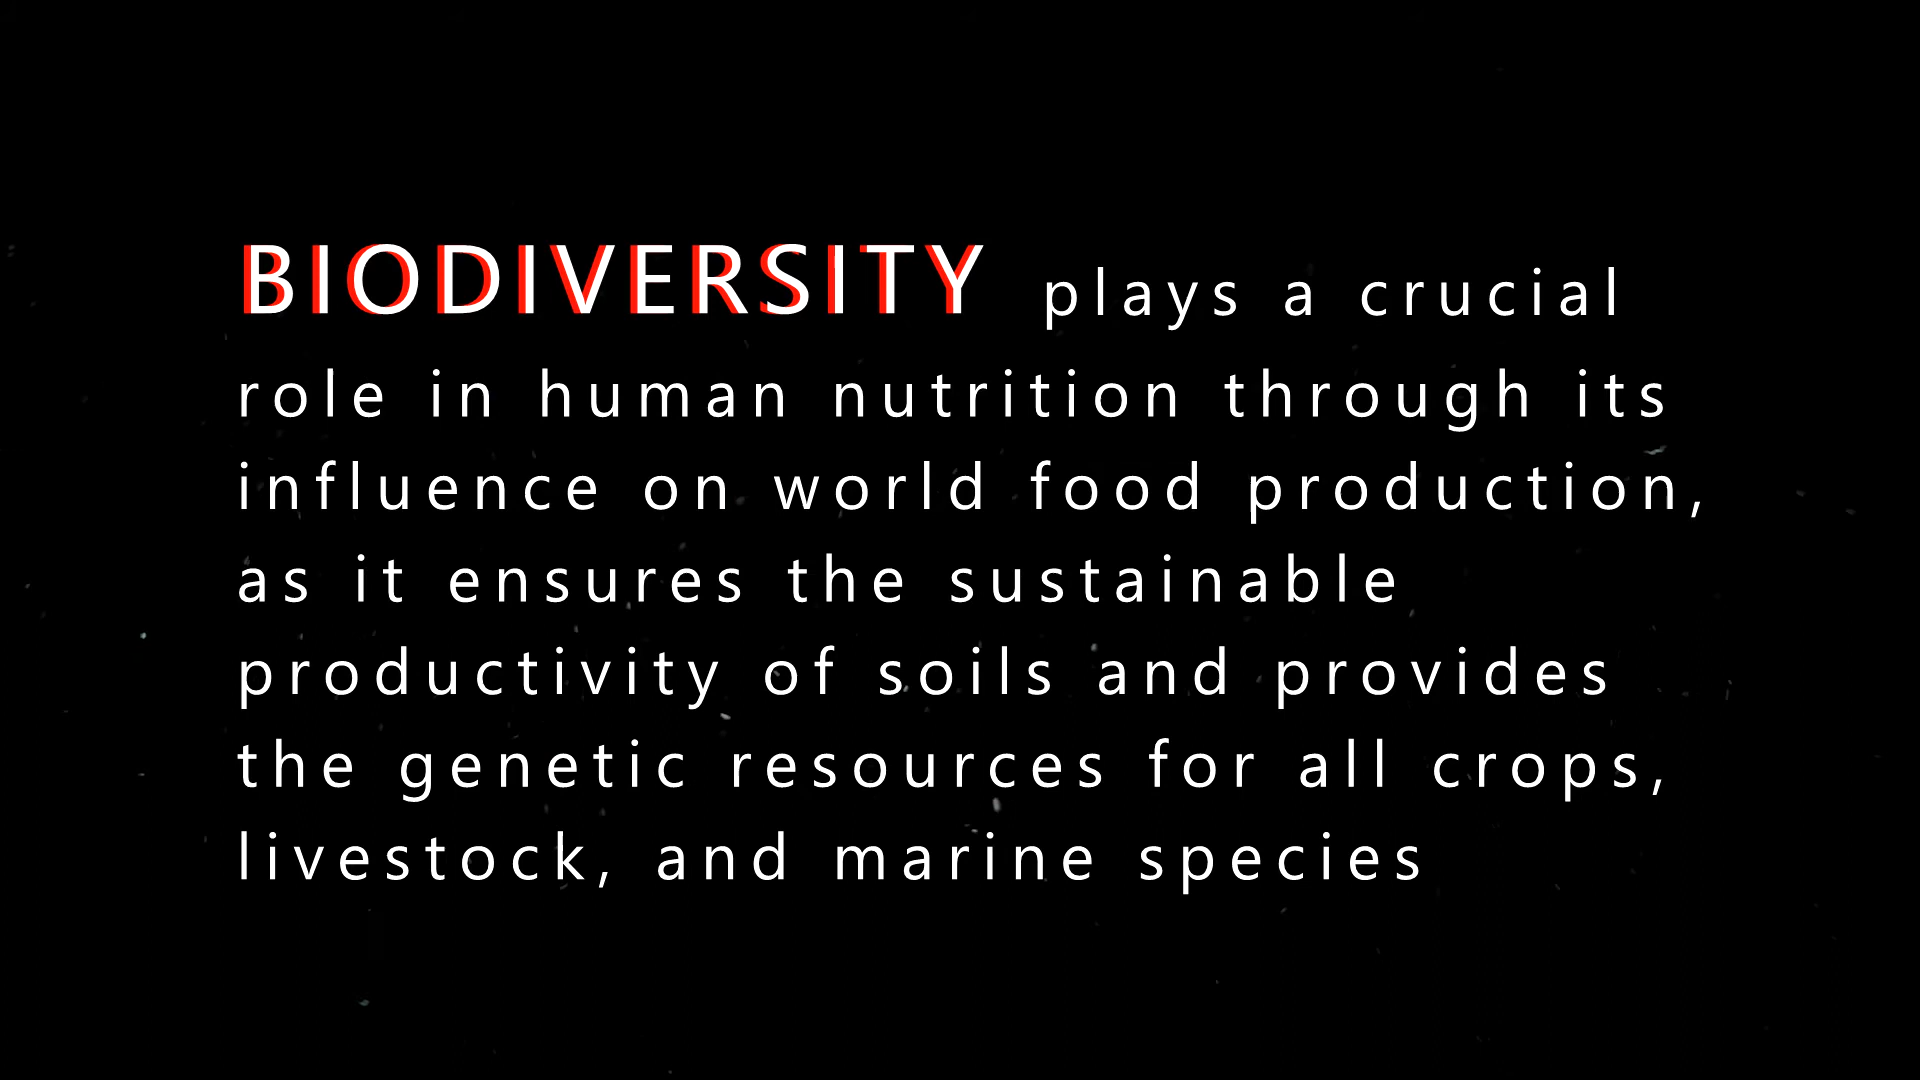 BIODIVERSITY plays a crucial
role in human nutrition through its
influence on world food production,
as it ensures the sustainable
productivity of soils and provides
the genetic resources for all crops,
livestock, and marine species